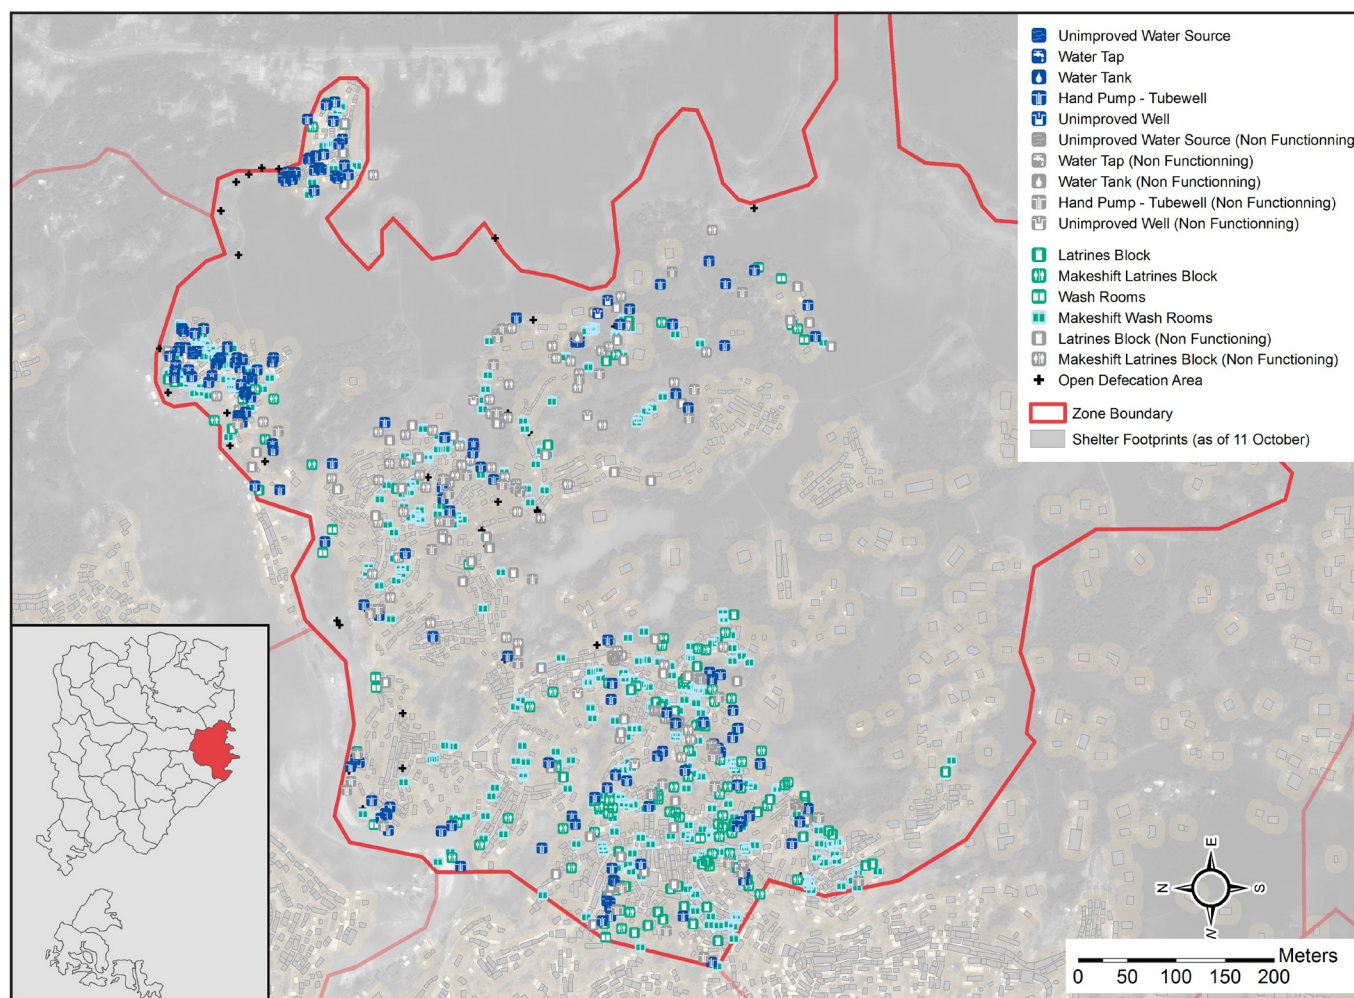 Unimproved Water Source
Water Tap
Water Tank
Hand Pump - Tubewell
Unimproved Well
Unimproved Water Source (Non Functionning
Water Tap (Non Functionning)
Water Tank (Non Functionning)
Hand Pump - Tubewell (Non Functionning)
Unimproved Well (Non Functionning)
Latrines Block
Makeshift Latrines Block
Wash Rooms
Makeshift Wash Rooms
Latrines Block (Non Functioning)
Makeshift Latrines Block (Non Functioning)
Open Defecation Area
Zone Boundary
Shelter Footprints (as of 11 October)
E
N S
W
Meters
0 50 100 150 200